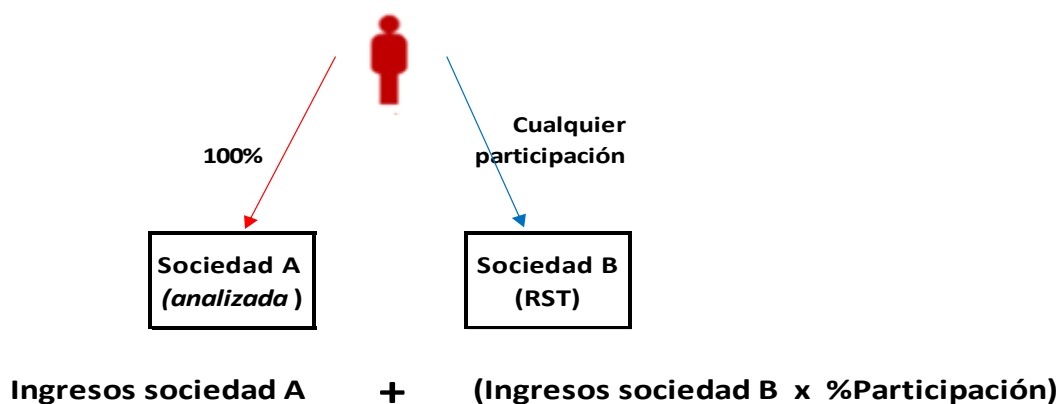 Cualquier
participación
100%
Sociedad A
(analizada )
Sociedad B
(RST)
Ingresos sociedad A + (Ingresos sociedad B x %Participación)